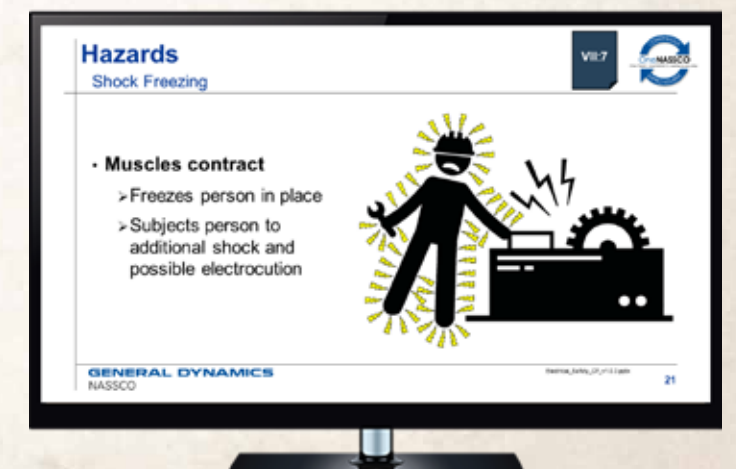 Hazards
Shock Freezing
VII:7
OneNASSCO
• Muscles contract
➢Freezes person in place
➢Subjects person to
additional shock and
possible electrocution
GENERAL DYNAMICS
NASSCO
21